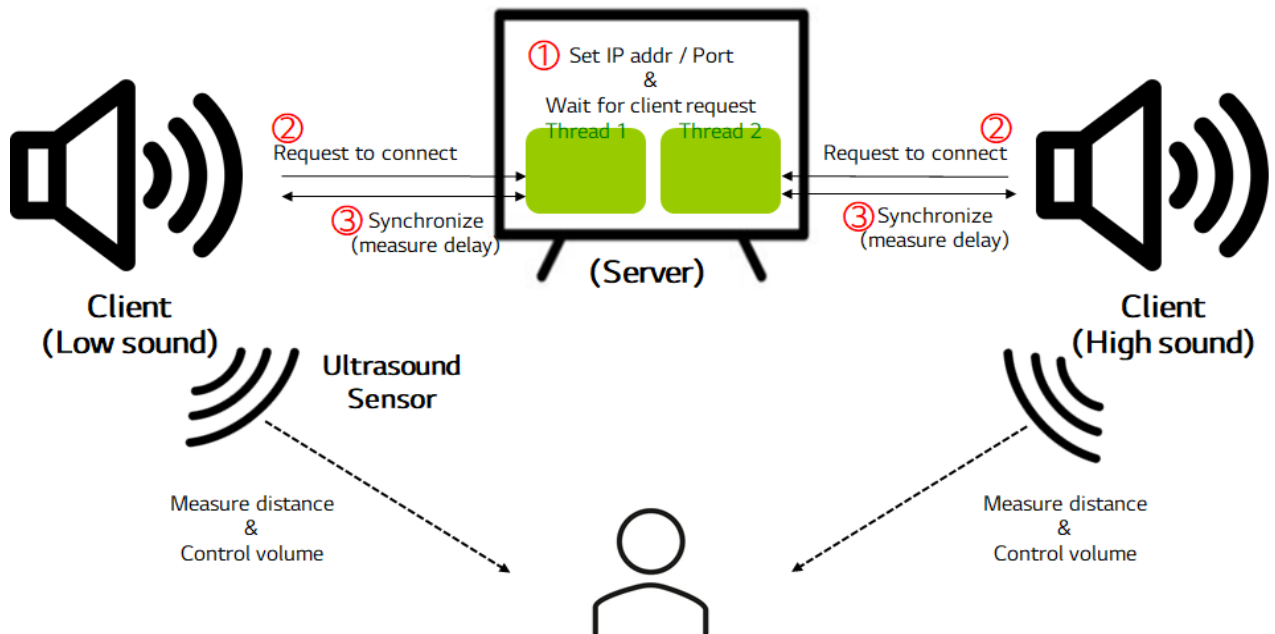 ① Set IP addr / Port
&
Wait for client request
Thread 1 Thread 2
②
Request to connect
③ Synchronize
(measure delay)
②
Request to connect
③ Synchronize
(measure delay)
(Server)
Client
(Low sound)
Client
(High sound)
Ultrasound
Sensor
Measure distance
&
Control volume
Measure distance
&
Control volume